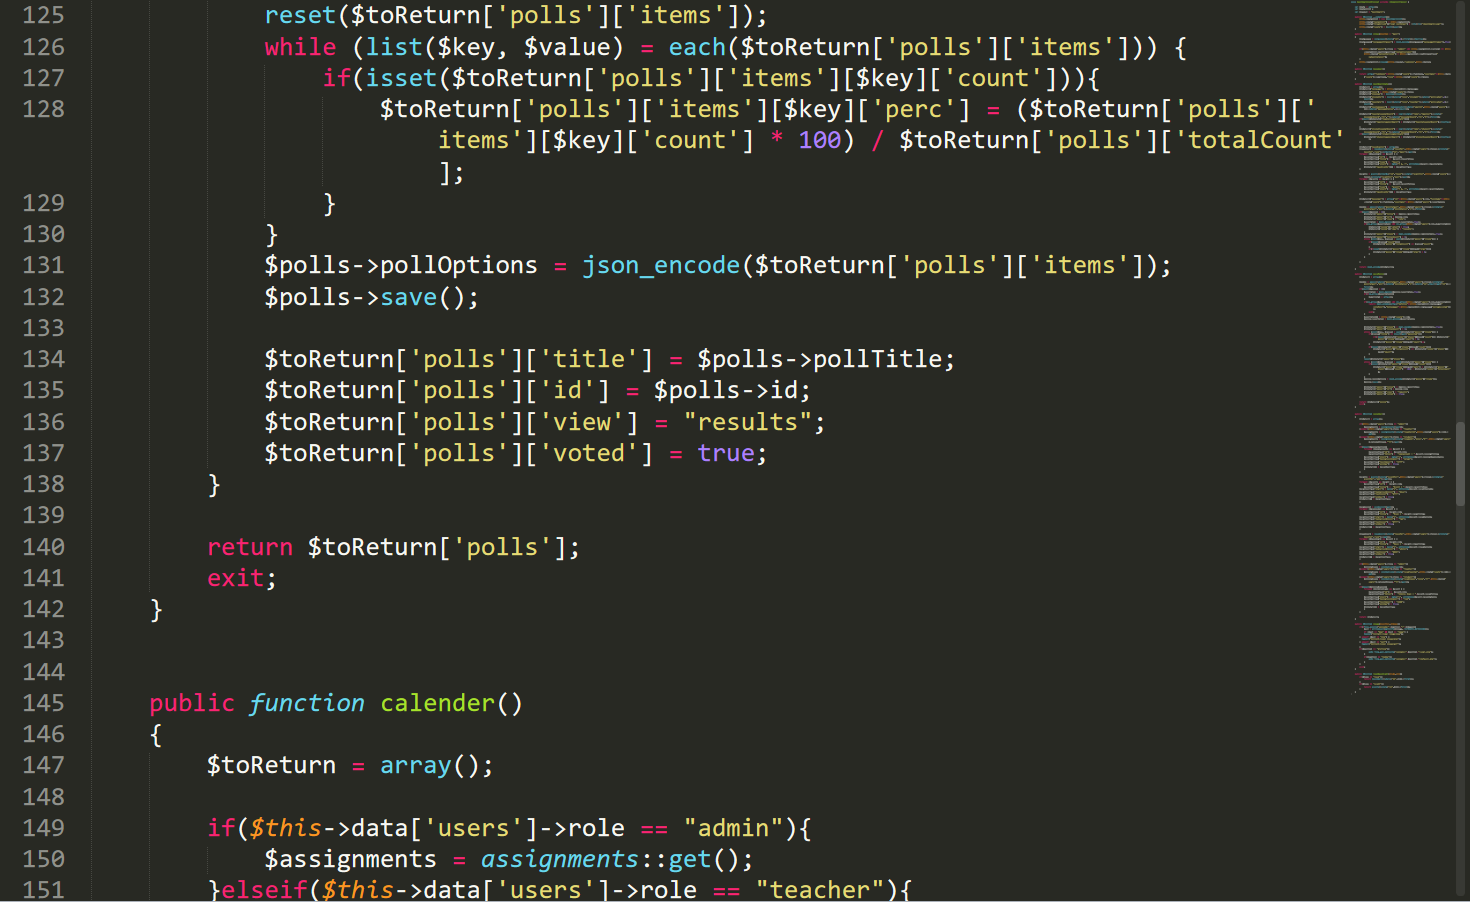 125 reset($toReturn['polls']['items']);
126 while (list($key, $value) = each($toReturn['polls']['items'])) {
127 if(isset($toReturn['polls']['items'][$key]['count'])){
128 $toReturn['polls']['items'][$key]['perc'] = ($toReturn['polls']['
items'][$key]['count'] * 100) / $toReturn['polls']['totalCount'
];
129 }
130 }
131 $polls->pollOptions = json_encode($toReturn['polls']['items']);
132 $polls->save();
133
134 $toReturn['polls']['title'] = $polls->pollTitle;
135 $toReturn['polls']['id'] = $polls->id;
136 $toReturn['polls']['view'] = "results";
137 $toReturn['polls']['voted'] = true;
138 }
139
140 return $toReturn['polls'];
141 exit;
142 }
143
144
145 public function calender()
146 {
147 $toReturn = array();
148
149 if($this->data['users']->role == "admin"){
150 $assignments = assignments::get();
151 }elseif($this->data['users']->role == "teacher"){